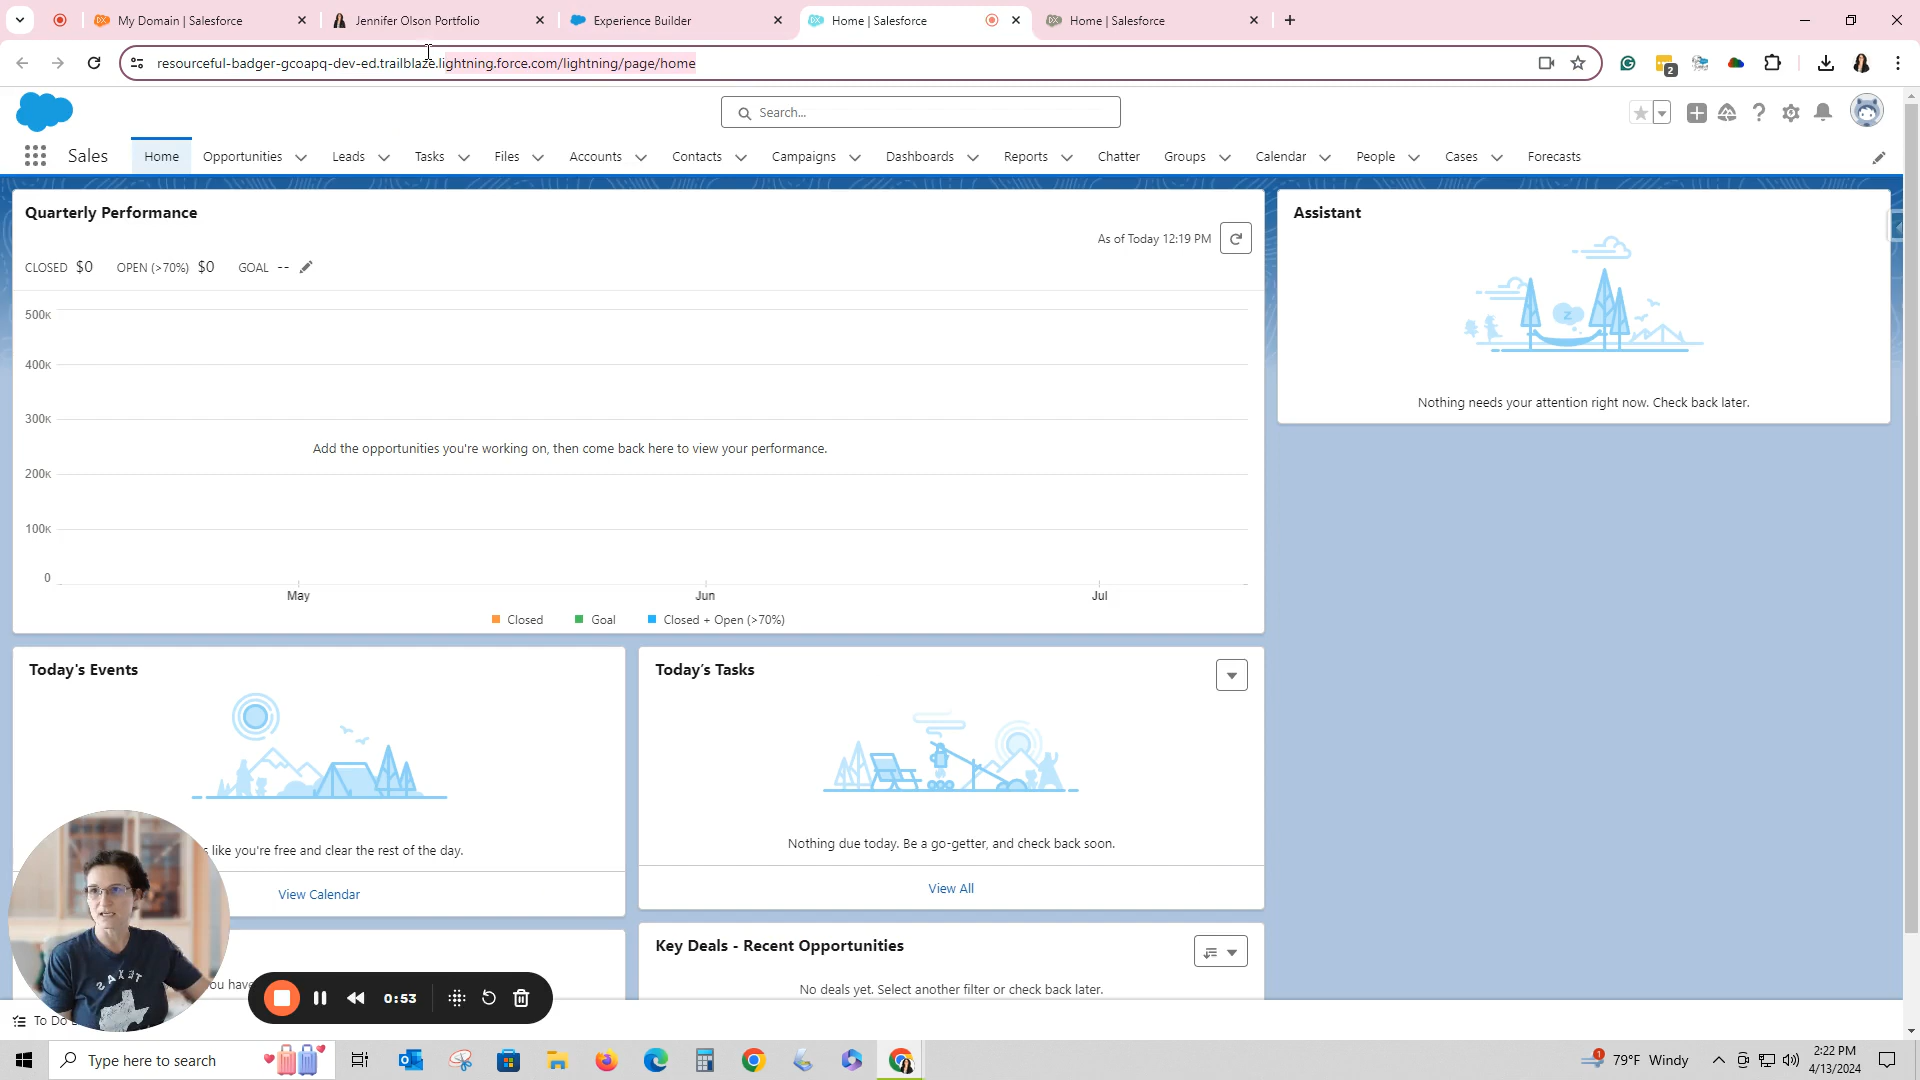 My Domain | Salesforce
Jennifer Olson Portfolio
Experience Builder
Home | Salesforce
Home | Salesforce
resourceful-badger-gcoapq-dev-ed.trailblaze.lightning.force.com/lightning/page/home
2
Search...
Sales
Home
Opportunities
Leads
Tasks
Files
Accounts
Contacts
Campaigns
Dashboards
Reports
Chatter
Groups
Calendar
People
Cases
Forecasts
Quarterly Performance
As of Today 12:19 PM
CLOSED $0 OPEN (>70%) $0 GOAL --
500K
400K
300K
Add the opportunities you're working on, then come back here to view your performance.
200K
100K
0
May
Jun
Jul
Closed
Goal
Closed + Open (>70%)
Assistant
z
Nothing needs your attention right now. Check back later.
Today's Events
like you're free and clear the rest of the day.
View Calendar
Today's Tasks
Nothing due today. Be a go-getter, and check back soon.
View All
Key Deals - Recent Opportunities
No deals yet. Select another filter or check back later.
ou have
0:53
To Do
TEXAS
Type here to search
1
79°F Windy
2:22 PM
4/13/2024